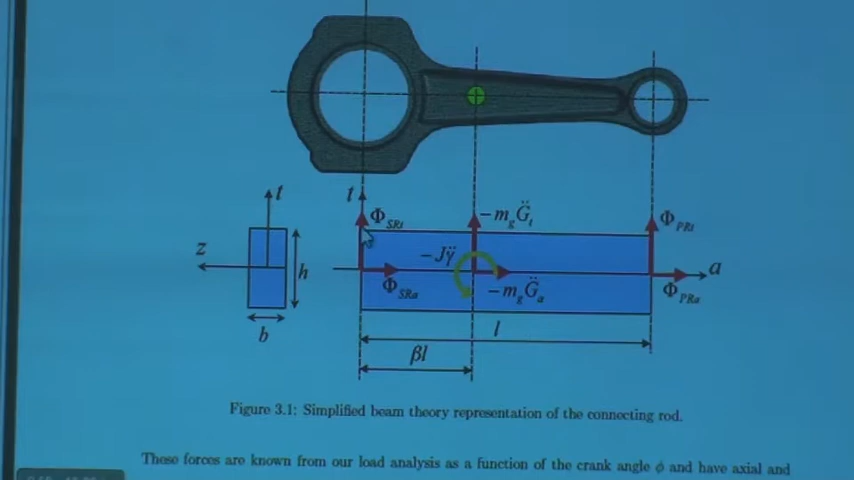 t
t
Φ_SRt
-m_g G̈_t
Φ_PRt
z
h
-Jγ̈
a
Φ_SRa
-m_g G̈_a
Φ_PRa
b
l
βl
Figure 3.1: Simplified beam theory representation of the connecting rod.
These forces are known from our load analysis as a function of the crank angle ϕ and have axial and